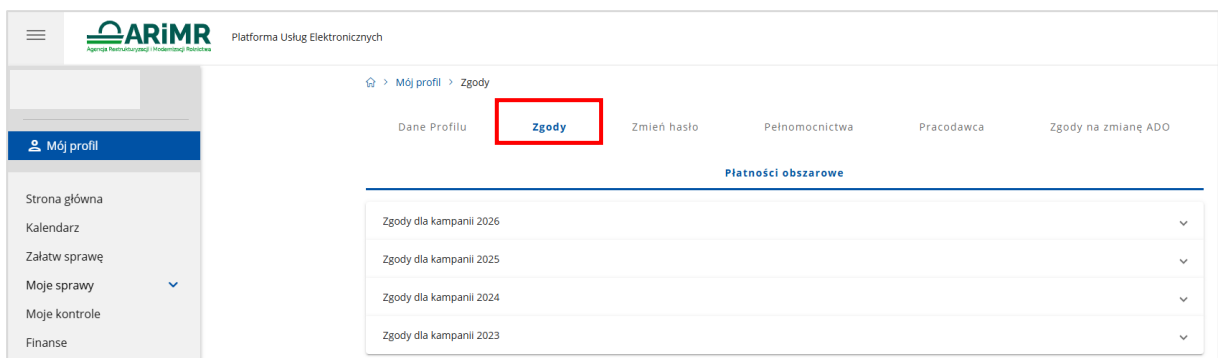 ARiMR
Agencja Restrukturyzacji i Modernizacji Rolnictwa
Platforma Usług Elektronicznych
Mój profil > Zgody
Dane Profilu Zgody Zmień hasło Pełnomocnictwa Pracodawca Zgody na zmianę ADO
Mój profil
Płatności obszarowe
Strona główna
Kalendarz
Załatw sprawę
Moje sprawy
Moje kontrole
Finanse
Zgody dla kampanii 2026
Zgody dla kampanii 2025
Zgody dla kampanii 2024
Zgody dla kampanii 2023